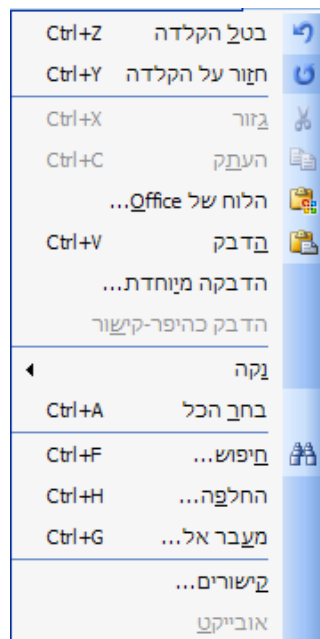 בטל הקלדה Ctrl+Z
חזור על הקלדה Ctrl+Y
גזור Ctrl+X
העתק Ctrl+C
הלוח של Office...
הדבק Ctrl+V
הדבקה מיוחדת...
הדבק כהיפר-קישור
נקה
בחר הכל Ctrl+A
חיפוש... Ctrl+F
החלפה... Ctrl+H
מעבר אל... Ctrl+G
קישורים...
אובייקט